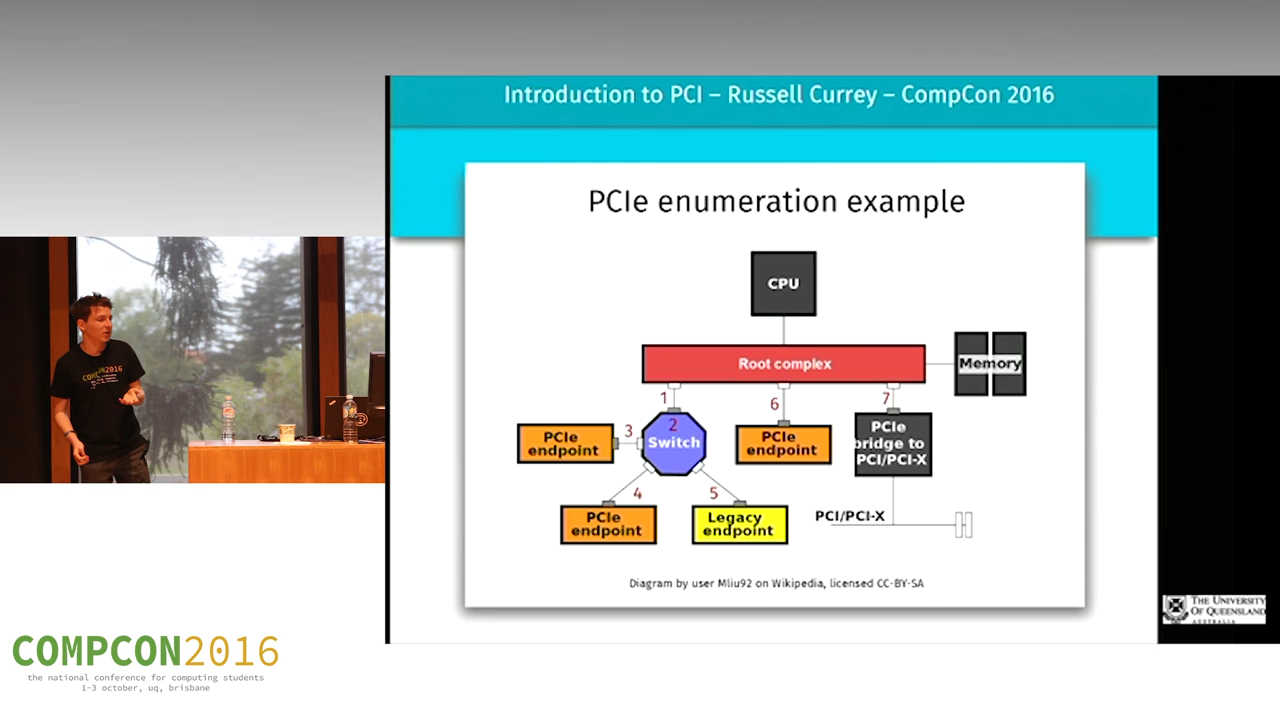 Introduction to PCI – Russell Currey – CompCon 2016
PCIe enumeration example
CPU
Root complex
Memory
1
6
7
2
3
Switch
PCIe
endpoint
PCIe
endpoint
PCIe
bridge to
PCI/PCI-X
4
5
PCIe
endpoint
Legacy
endpoint
PCI/PCI-X
Diagram by user Mliu92 on Wikipedia, licensed CC-BY-SA
COMPCON2016
THE UNIVERSITY
OF QUEENSLAND
AUSTRALIA
COMPCON2016
the national conference for computing students
1-3 october, uq, brisbane